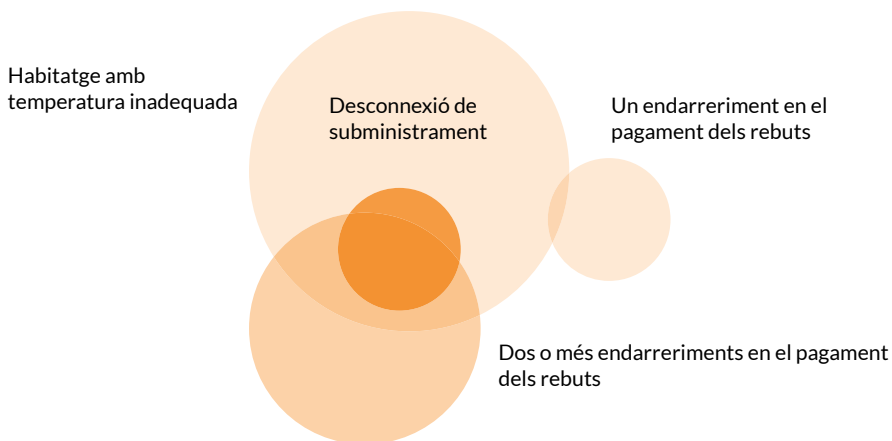 Habitatge amb
temperatura inadequada
Desconnexió de
subministrament
Un endarreriment en el
pagament dels rebuts
Dos o més endarreriments en el pagament
dels rebuts